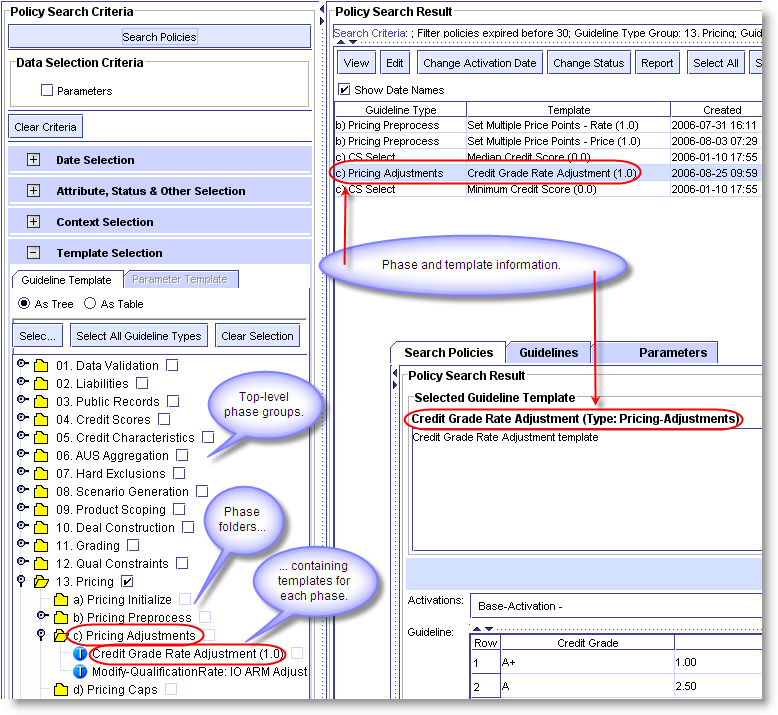 Policy Search Criteria
Search Policies
Data Selection Criteria
Parameters
Clear Criteria
Date Selection
Attribute, Status & Other Selection
Context Selection
Template Selection
Guideline Template
Parameter Template
As Tree
As Table
Selec...
Select All Guideline Types
Clear Selection
01. Data Validation
02. Liabilities
03. Public Records
04. Credit Scores
05. Credit Characteristics
06. AUS Aggregation
07. Hard Exclusions
08. Scenario Generation
09. Product Scoping
10. Deal Construction
11. Grading
12. Qual Constraints
13. Pricing
a) Pricing Initialize
b) Pricing Preprocess
c) Pricing Adjustments
Credit Grade Rate Adjustment (1.0)
Modify-QualificationRate: IO ARM Adjust
d) Pricing Caps
Top-level
phase groups.
Phase
folders...
... containing
templates for
each phase.
Policy Search Result
Search Criteria: ; Filter policies expired before 30; Guideline Type Group: 13. Pricing; Guid
View
Edit
Change Activation Date
Change Status
Report
Select All
S
Show Date Names
Guideline Type Template Created
b) Pricing Preprocess Set Multiple Price Points - Rate (1.0) 2006-07-31 16:11
b) Pricing Preprocess Set Multiple Price Points - Price (1.0) 2006-08-03 07:29
c) CS Select Median Credit Score (0.0) 2006-01-10 17:55
c) Pricing Adjustments Credit Grade Rate Adjustment (1.0) 2006-08-25 09:59
c) CS Select Minimum Credit Score (0.0) 2006-01-10 17:55
Phase and template information.
Search Policies
Guidelines
Parameters
Policy Search Result
Selected Guideline Template
Credit Grade Rate Adjustment (Type: Pricing-Adjustments)
Credit Grade Rate Adjustment template
Activations:
Base-Activation -
Guideline:
Row Credit Grade
1 A+ 1.00
2 A 2.50